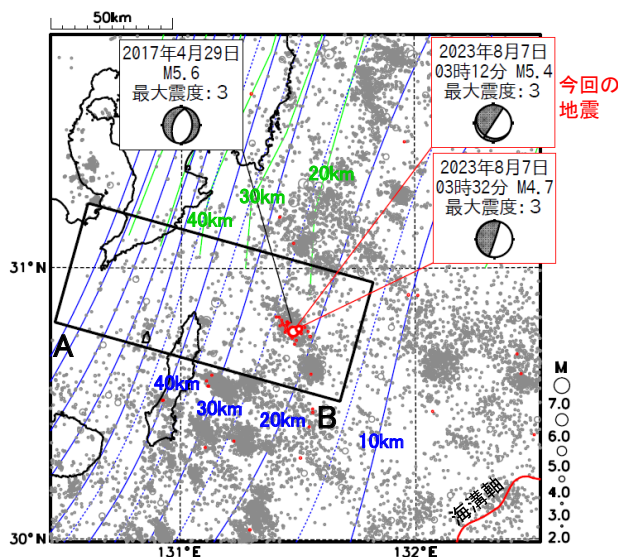 50km
2017年4月29日
M5.6
最大震度:３
2023年8月7日
03時12分 M5.4
最大震度:３
今回の
地震
2023年8月7日
03時32分 M4.7
最大震度:３
20km
30km
40km
31°N
A
40km
30km
20km
B
10km
M
7.0
6.0
5.0
4.0
3.0
2.0
海溝軸
30°N
131°E
132°E